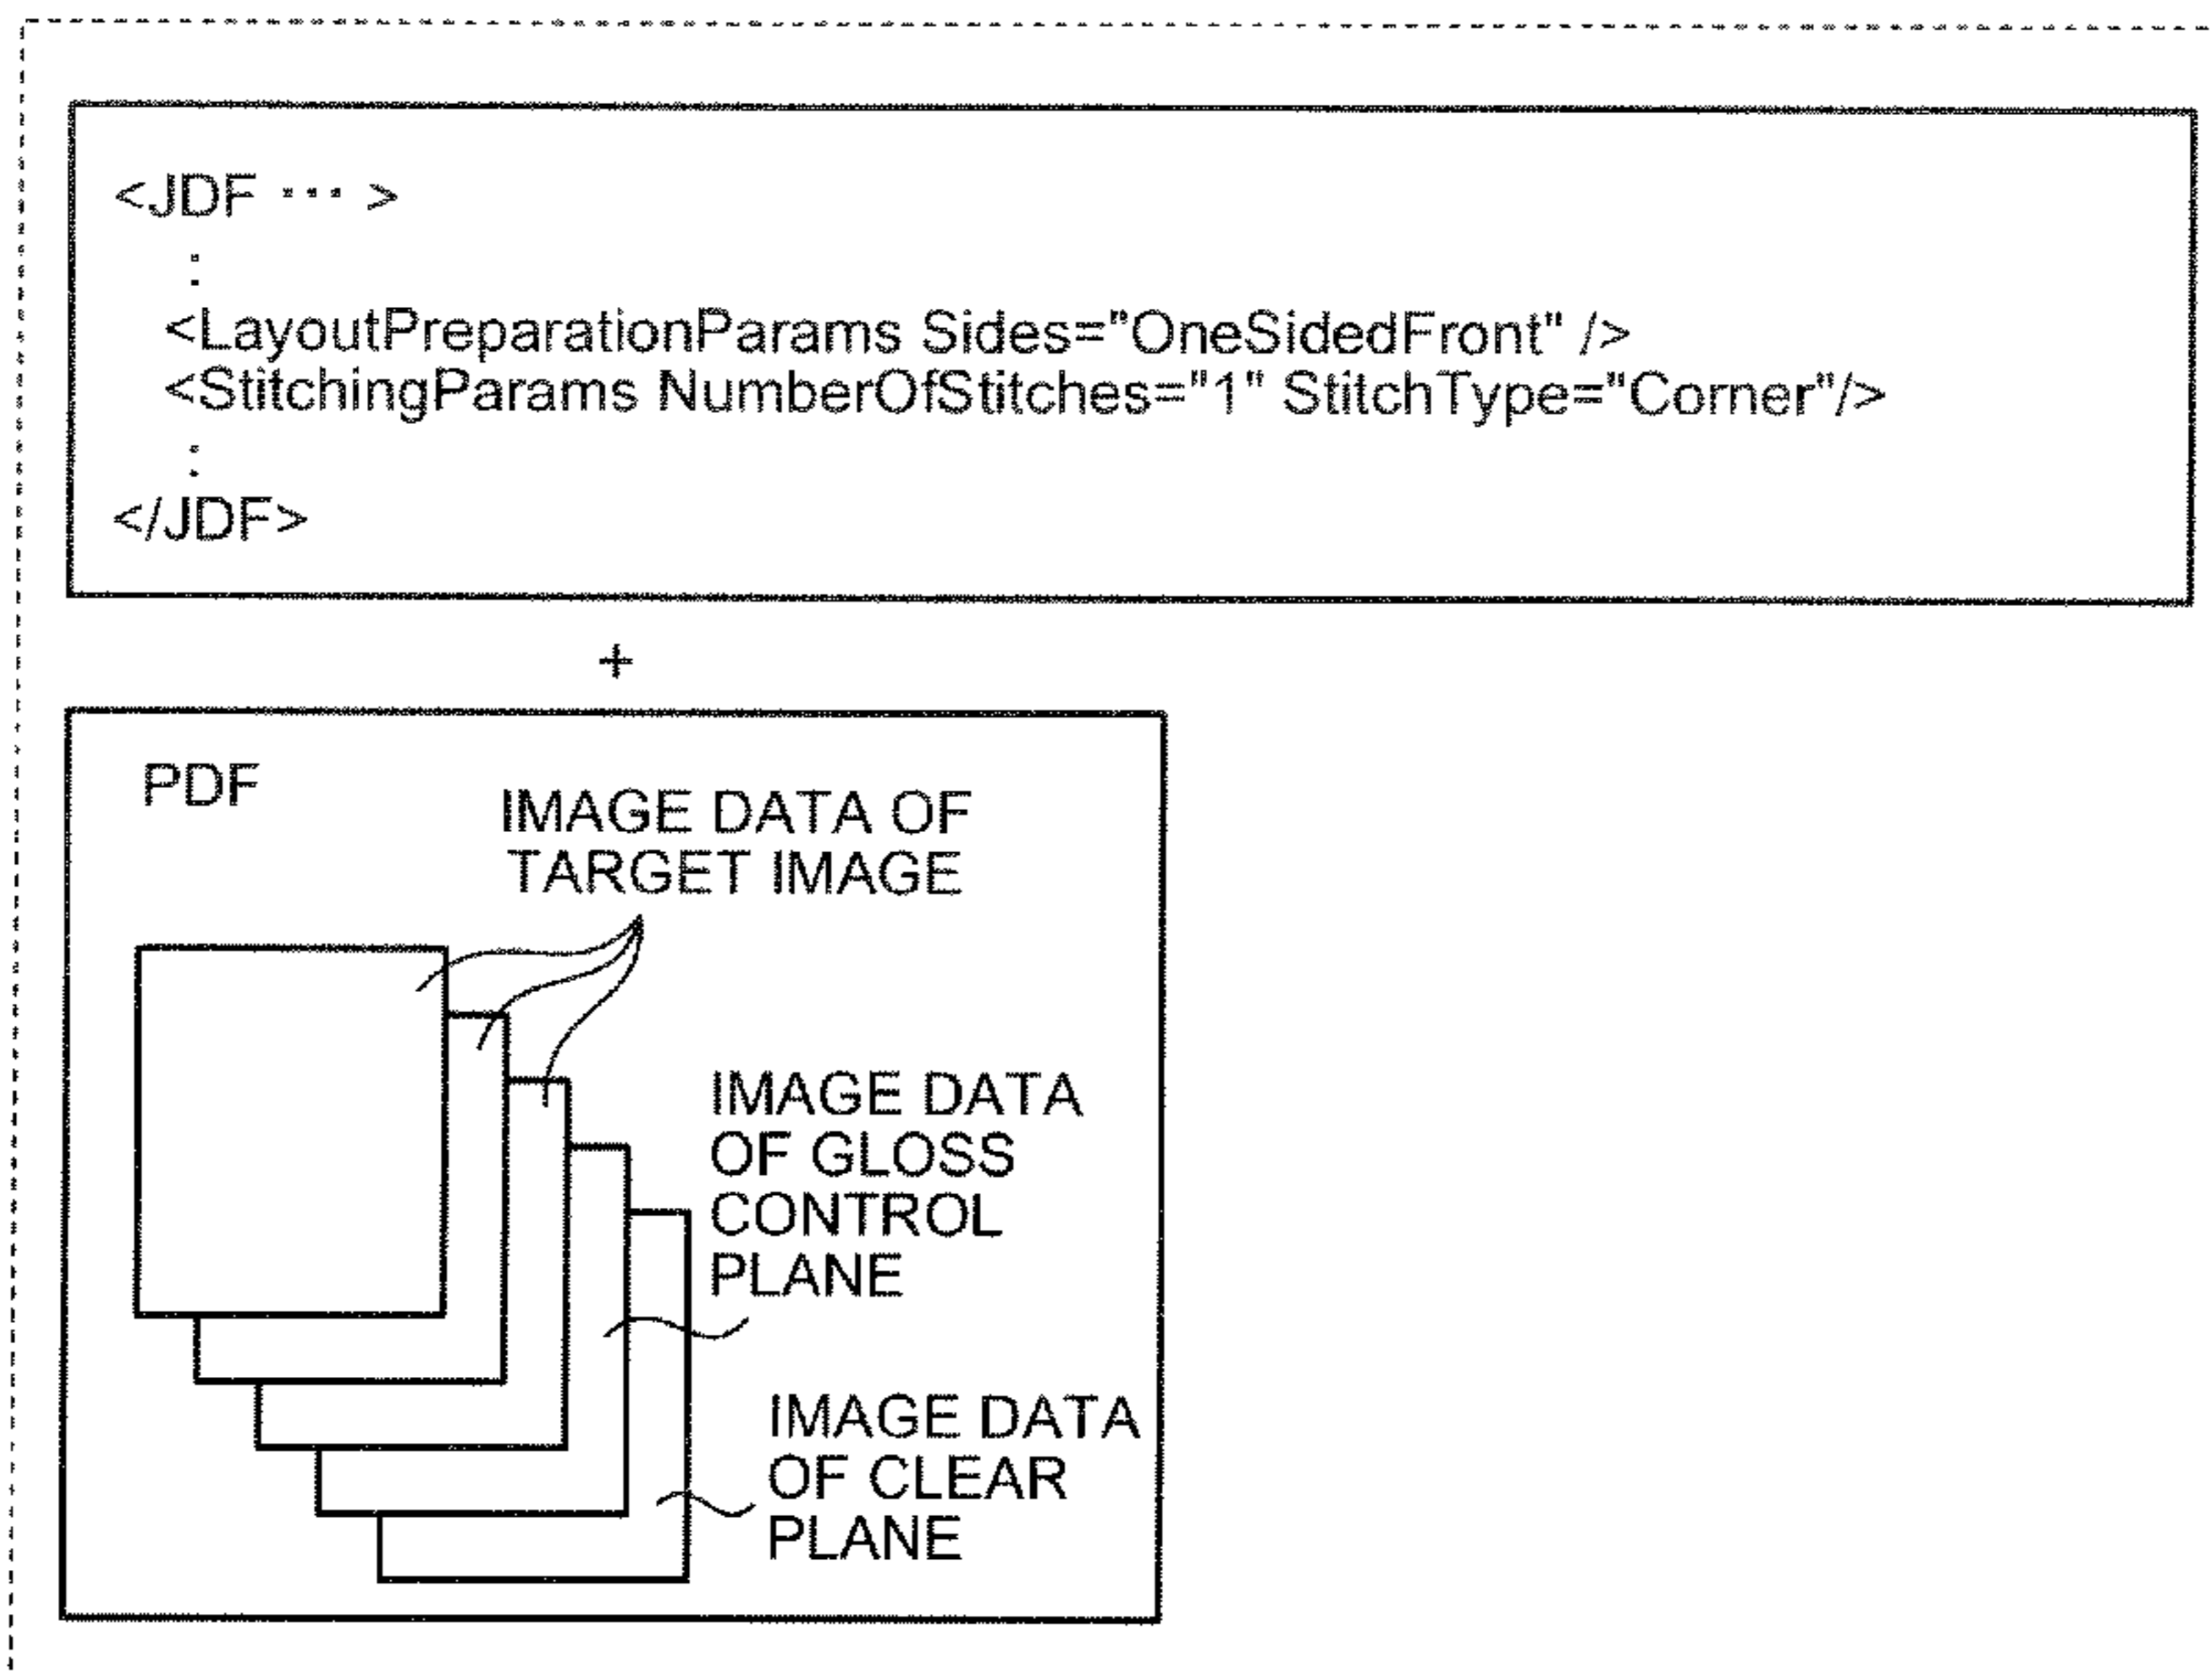 <JDF ··· >
:
<LayoutPreparationParams Sides="OneSidedFront" />
<StitchingParams NumberOfStitches="1" StitchType="Corner"/>
:
</JDF>
+
PDF
IMAGE DATA OF
TARGET IMAGE
IMAGE DATA
OF GLOSS
CONTROL
PLANE
IMAGE DATA
OF CLEAR
PLANE